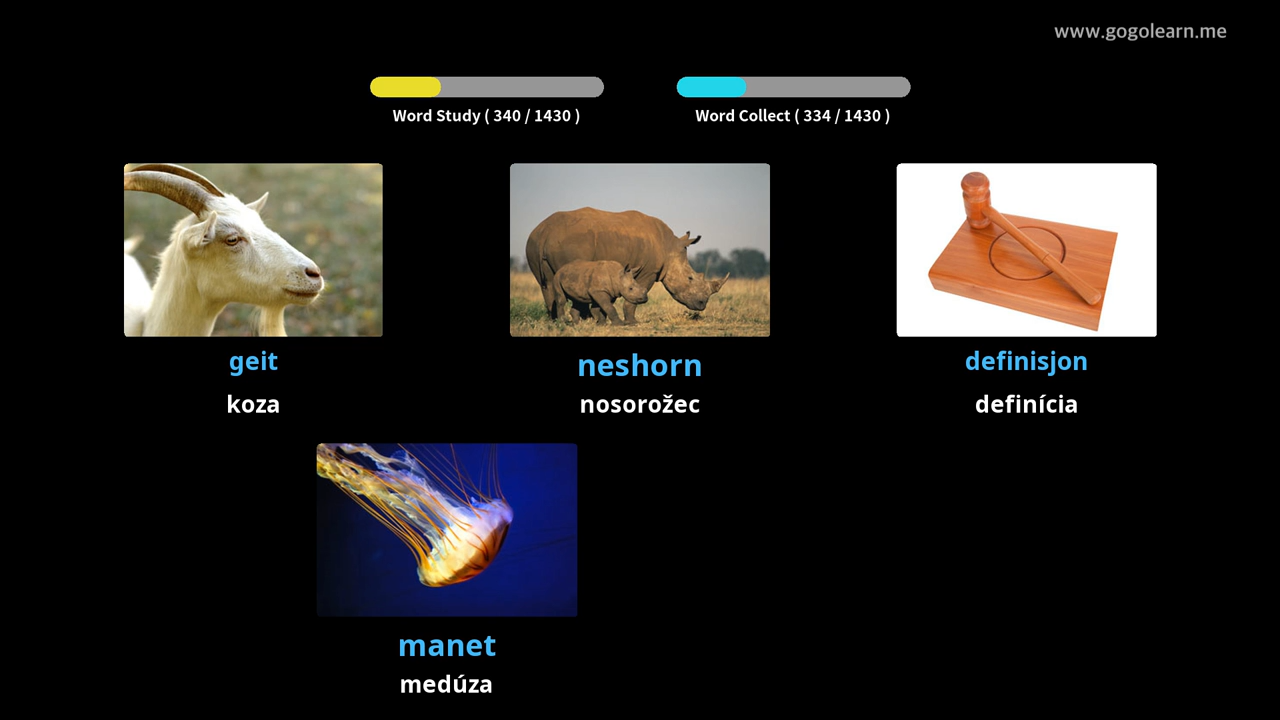 www.gogolearn.me
Word Study ( 340 / 1430 )
Word Collect ( 334 / 1430 )
geit
neshorn
definisjon
koza
nosorožec
definícia
manet
medúza